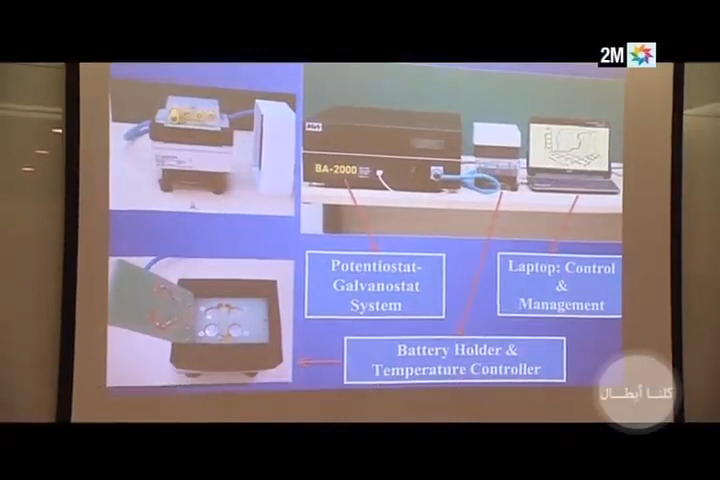 2M
BA-2000
Potentiostat-
Galvanostat
System
Laptop: Control
&
Management
Battery Holder &
Temperature Controller
كلنا أبطال